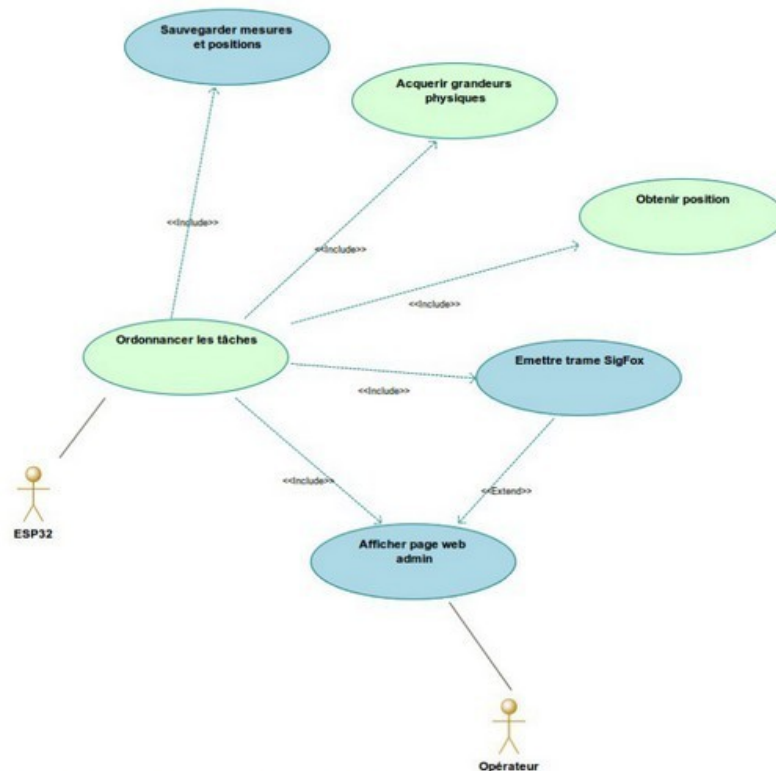 Sauvegarder mesures
et positions
Acquerir grandeurs
physiques
Obtenir position
<<Include>>
<<Include>>
<<Include>>
Ordonnancer les tâches
Emettre trame SigFox
<<Include>>
<<Include>>
<<Extend>>
ESP32
Afficher page web
admin
Opérateur